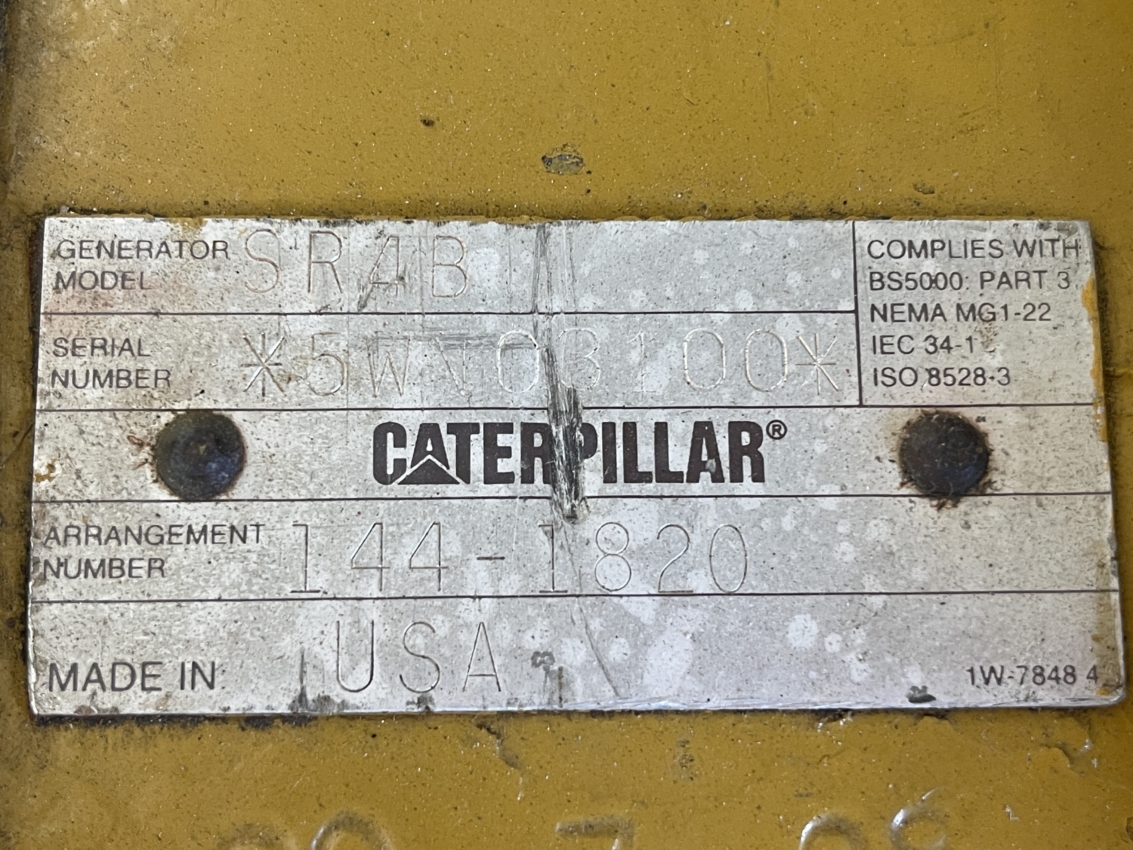 GENERATOR MODEL SR4B
SERIAL NUMBER *5WN03100*
COMPLIES WITH
BS5000: PART 3
NEMA MG1-22
IEC 34-1
ISO 8528-3
CATERPILLAR®
ARRANGEMENT NUMBER 144-1820
MADE IN USA
1W-7848 4